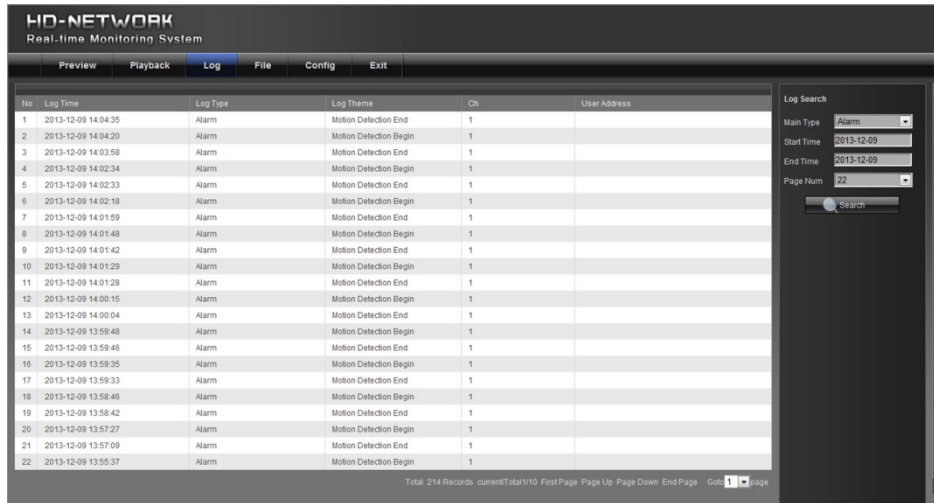 HD-NETWORK
Real-time Monitoring System
Preview Playback Log File Config Exit
No Log Time Log Type Log Theme Ch User Address
1 2013-12-09 14:04:35 Alarm Motion Detection End 1
2 2013-12-09 14:04:20 Alarm Motion Detection Begin 1
3 2013-12-09 14:03:58 Alarm Motion Detection End 1
4 2013-12-09 14:02:34 Alarm Motion Detection Begin 1
5 2013-12-09 14:02:33 Alarm Motion Detection End 1
6 2013-12-09 14:02:18 Alarm Motion Detection Begin 1
7 2013-12-09 14:01:59 Alarm Motion Detection End 1
8 2013-12-09 14:01:48 Alarm Motion Detection Begin 1
9 2013-12-09 14:01:42 Alarm Motion Detection End 1
10 2013-12-09 14:01:29 Alarm Motion Detection Begin 1
11 2013-12-09 14:01:28 Alarm Motion Detection End 1
12 2013-12-09 14:00:15 Alarm Motion Detection Begin 1
13 2013-12-09 14:00:04 Alarm Motion Detection End 1
14 2013-12-09 13:59:48 Alarm Motion Detection Begin 1
15 2013-12-09 13:59:46 Alarm Motion Detection End 1
16 2013-12-09 13:59:35 Alarm Motion Detection Begin 1
17 2013-12-09 13:59:33 Alarm Motion Detection End 1
18 2013-12-09 13:58:46 Alarm Motion Detection Begin 1
19 2013-12-09 13:58:42 Alarm Motion Detection End 1
20 2013-12-09 13:57:27 Alarm Motion Detection Begin 1
21 2013-12-09 13:57:09 Alarm Motion Detection End 1
22 2013-12-09 13:55:37 Alarm Motion Detection Begin 1
Total 214 Records current/Total1/10 First Page Page Up Page Down End Page Goto 1 page
Log Search
Main Type Alarm
Start Time 2013-12-09
End Time 2013-12-09
Page Num 22
Search